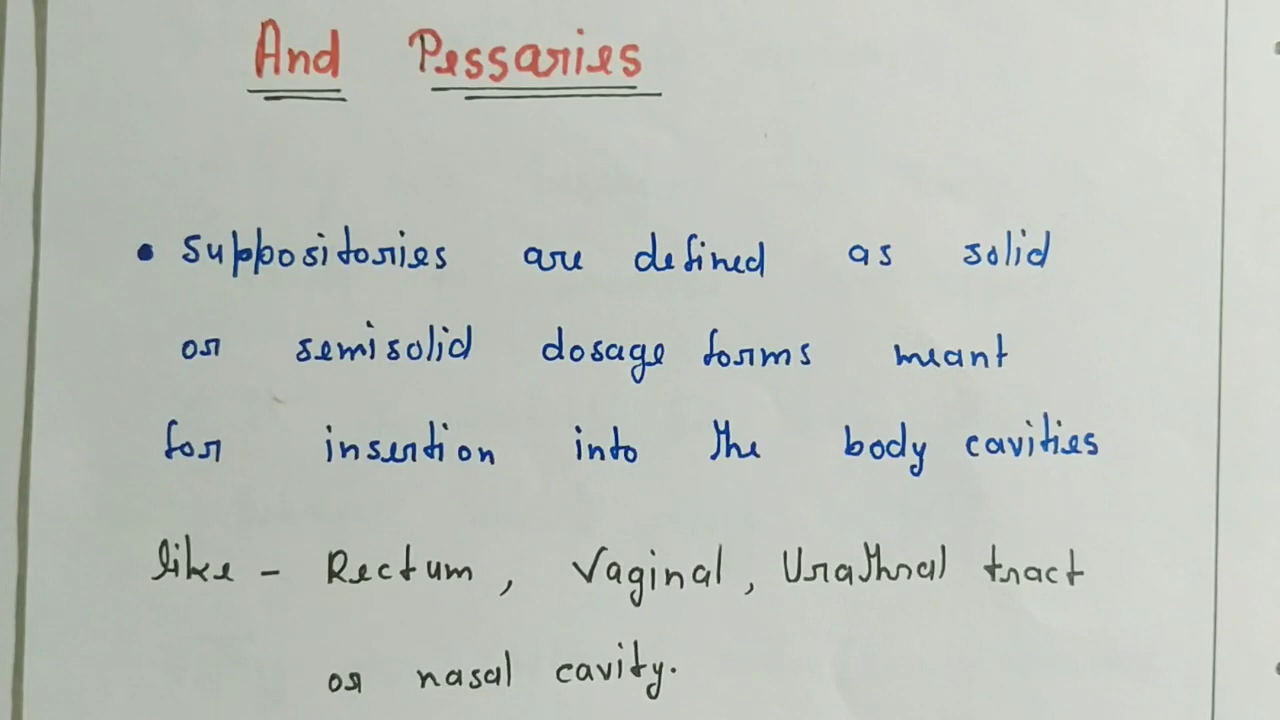 And Pessaries
• suppositories are defined as solid
or semisolid dosage forms meant
for insertion into the body cavities
like - Rectum, Vaginal, Urathral tract
or nasal cavity.